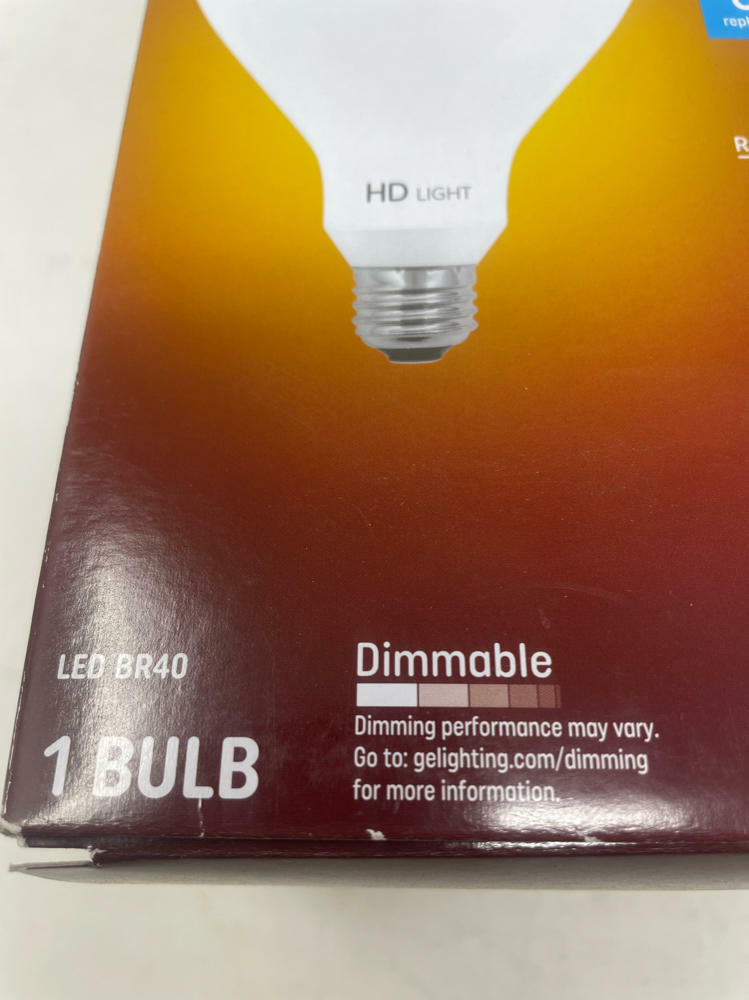 HD LIGHT
LED BR40
1 BULB
Dimmable
Dimming performance may vary.
Go to: gelighting.com/dimming
for more information.